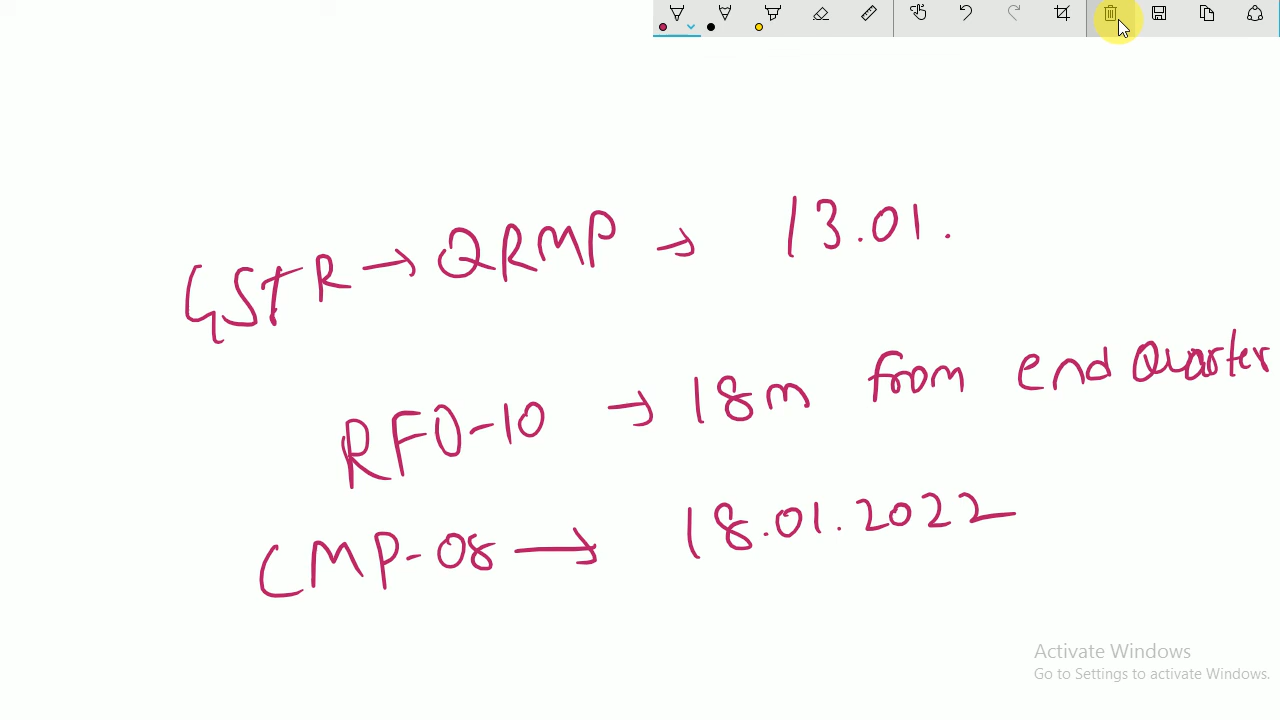 GSTR → QRMP → 13.01.
RFD-10 → 18m from end Quarter
CMP-08 → 18.01.2022
Activate Windows
Go to Settings to activate Windows.